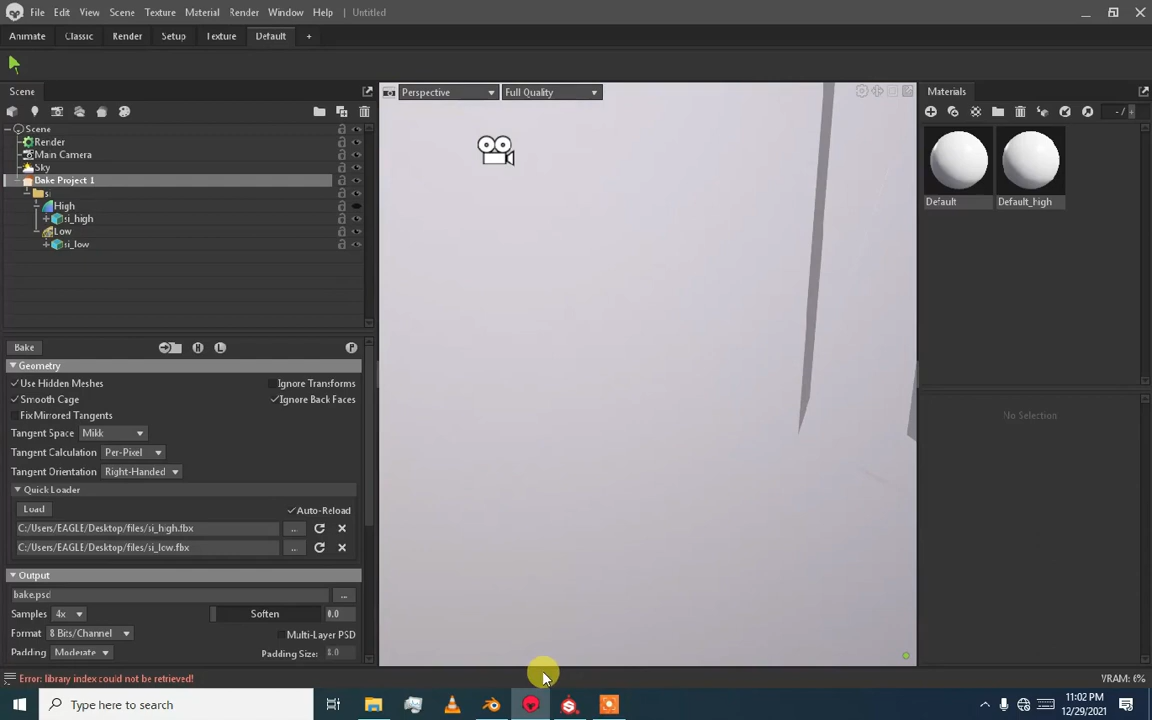 File Edit View Scene Texture Material Render Window Help Untitled
Animate Classic Render Setup Texture Default +
Scene
Perspective Full Quality
Materials
- / +
Scene
Render
Main Camera
Sky
Bake Project 1
si
High
si_high
Low
si_low
Default Default_high
Bake
H L P
Geometry
Use Hidden Meshes Ignore Transforms
Smooth Cage Ignore Back Faces
Fix Mirrored Tangents
Tangent Space Mikk
Tangent Calculation Per-Pixel
Tangent Orientation Right-Handed
Quick Loader
Load Auto-Reload
C:/Users/EAGLE/Desktop/files/si_high.fbx ...
C:/Users/EAGLE/Desktop/files/si_low.fbx ...
Output
bake.psd ...
Samples 4x Soften 0.0
Format 8 Bits/Channel Multi-Layer PSD
Padding Moderate Padding Size: 8.0
No Selection
Error: library index could not be retrieved!
VRAM: 6%
Type here to search
11:02 PM
12/29/2021